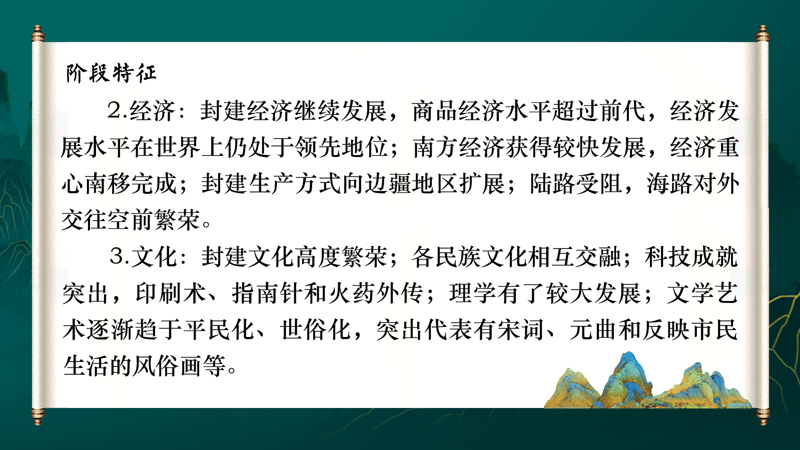 阶段特征
2.经济：封建经济继续发展，商品经济水平超过前代，经济发
展水平在世界上仍处于领先地位；南方经济获得较快发展，经济重
心南移完成；封建生产方式向边疆地区扩展；陆路受阻，海路对外
交往空前繁荣。
3.文化：封建文化高度繁荣；各民族文化相互交融；科技成就
突出，印刷术、指南针和火药外传；理学有了较大发展；文学艺
术逐渐趋于平民化、世俗化，突出代表有宋词、元曲和反映市民
生活的风俗画等。